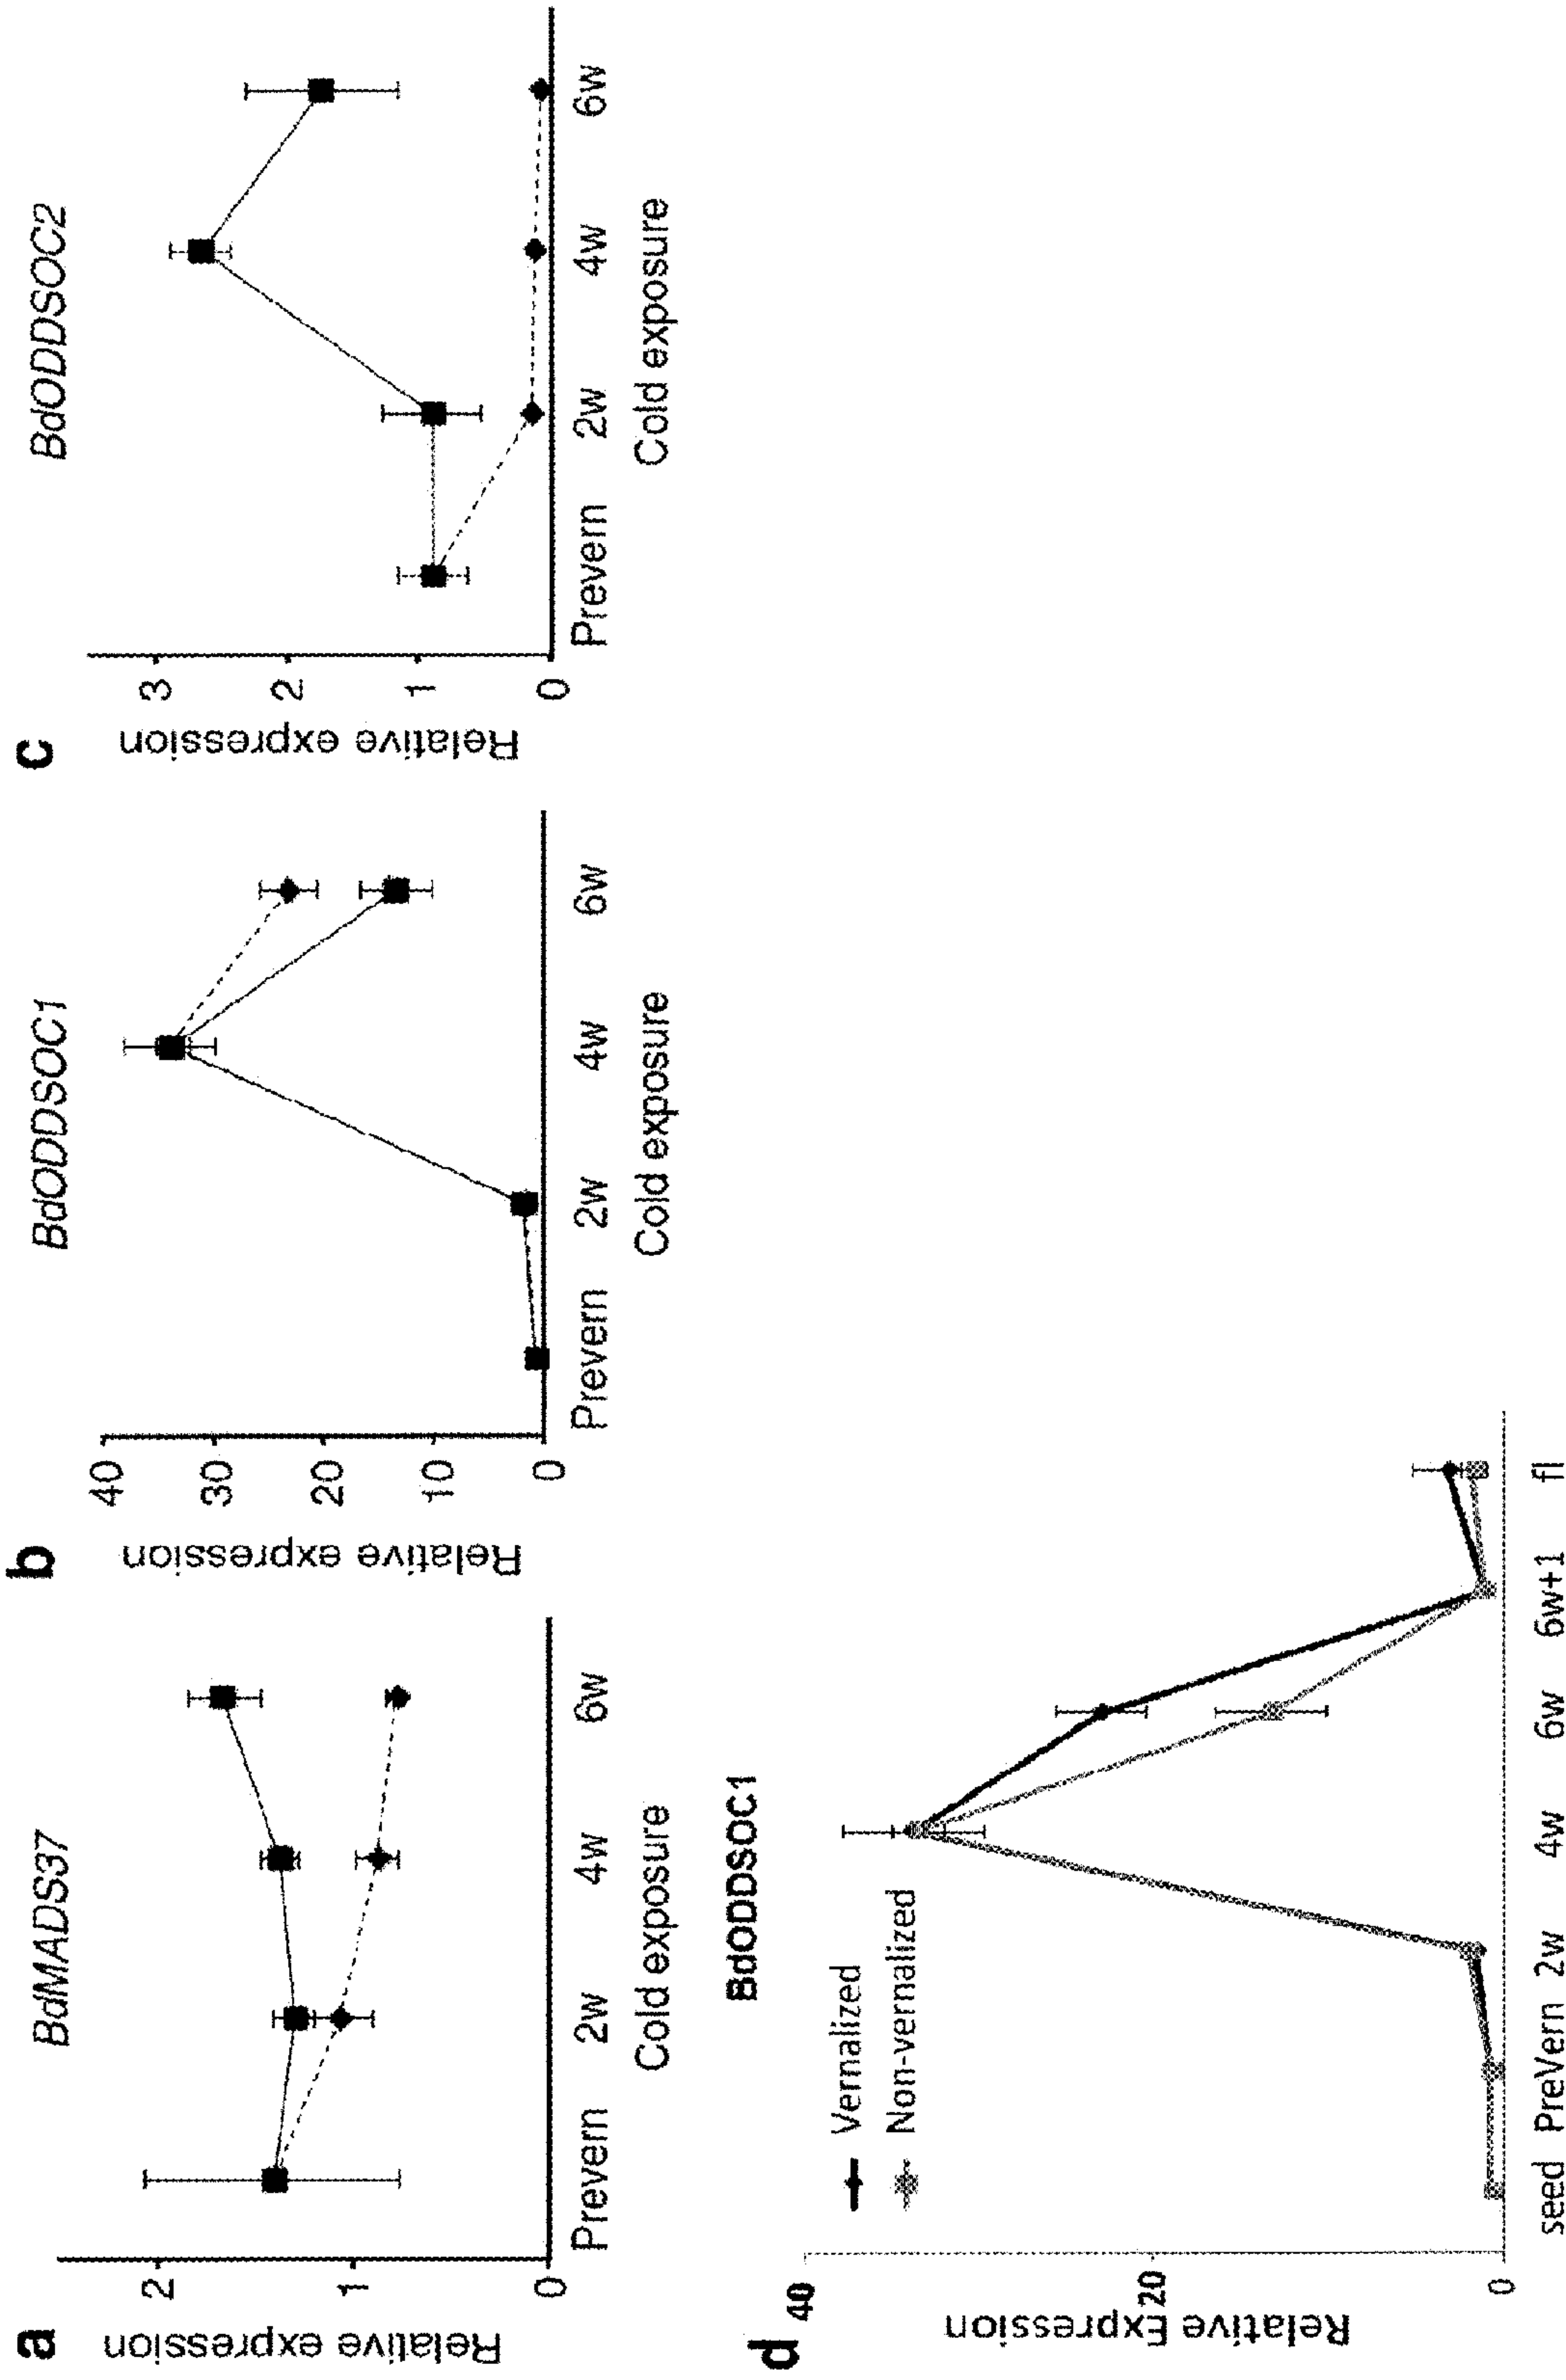 a
BdMADS37
Relative expression
2
1
0
Prevern 2w 4w 6w
Cold exposure
b
BdODDSOC1
Relative expression
40
30
20
10
0
Prevern 2w 4w 6w
Cold exposure
c
BdODDSOC2
Relative expression
3
2
1
0
Prevern 2w 4w 6w
Cold exposure
d
BdODDSOC1
Relative Expression
40
20
0
Vernalized
Non-vernalized
seed PreVern 2w 4w 6w 6w+1 fl